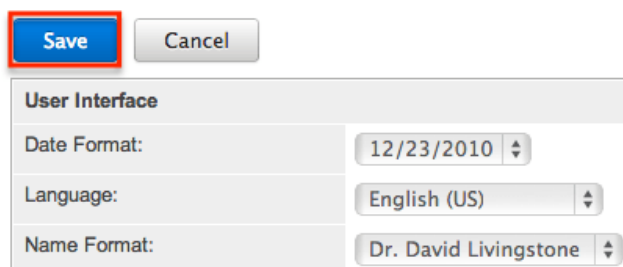 Save Cancel
User Interface
Date Format: 12/23/2010
Language: English (US)
Name Format: Dr. David Livingstone